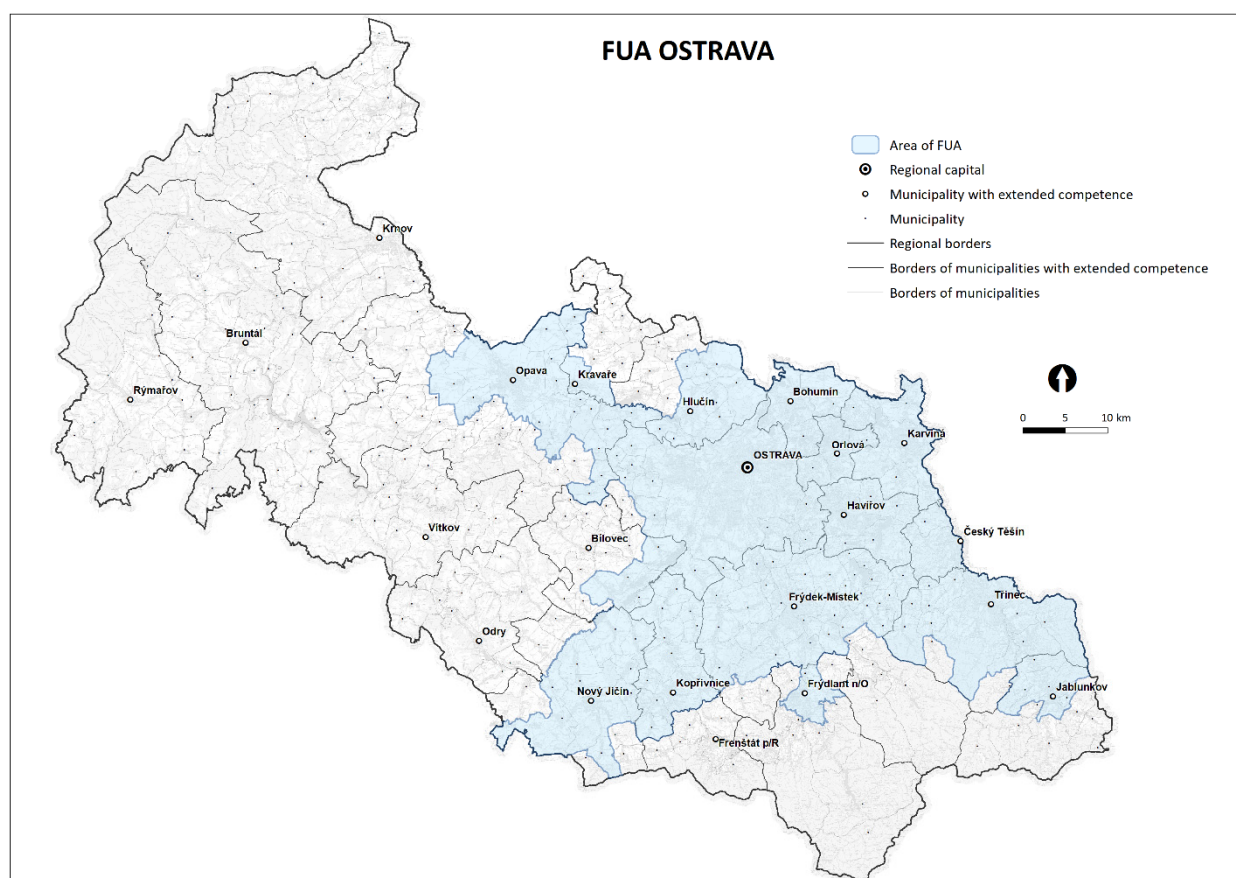 FUA OSTRAVA
Area of FUA
Regional capital
Municipality with extended competence
Municipality
Regional borders
Borders of municipalities with extended competence
Borders of municipalities
0 5 10 km
Krnov
Bruntál
Rýmařov
Opava
Kravaře
Hlučín
Bohumín
Karviná
Orlová
OSTRAVA
Havířov
Vítkov
Bílovec
Český Těšín
Frýdek-Místek
Třinec
Odry
Nový Jičín
Kopřivnice
Frýdlant n/O
Jablunkov
Frenštát p/R